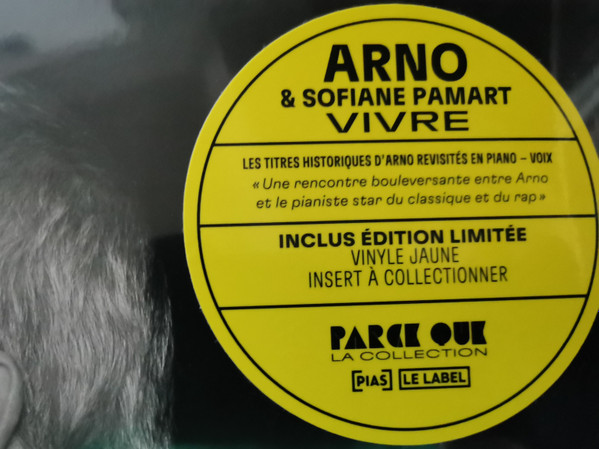 ARNO
& SOFIANE PAMART
VIVRE
LES TITRES HISTORIQUES D'ARNO REVISITÉS EN PIANO – VOIX
« Une rencontre bouleversante entre Arno
et le pianiste star du classique et du rap »
INCLUS ÉDITION LIMITÉE
VINYLE JAUNE
INSERT À COLLECTIONNER
PARCE QUE
LA COLLECTION
[PIAS] LE LABEL